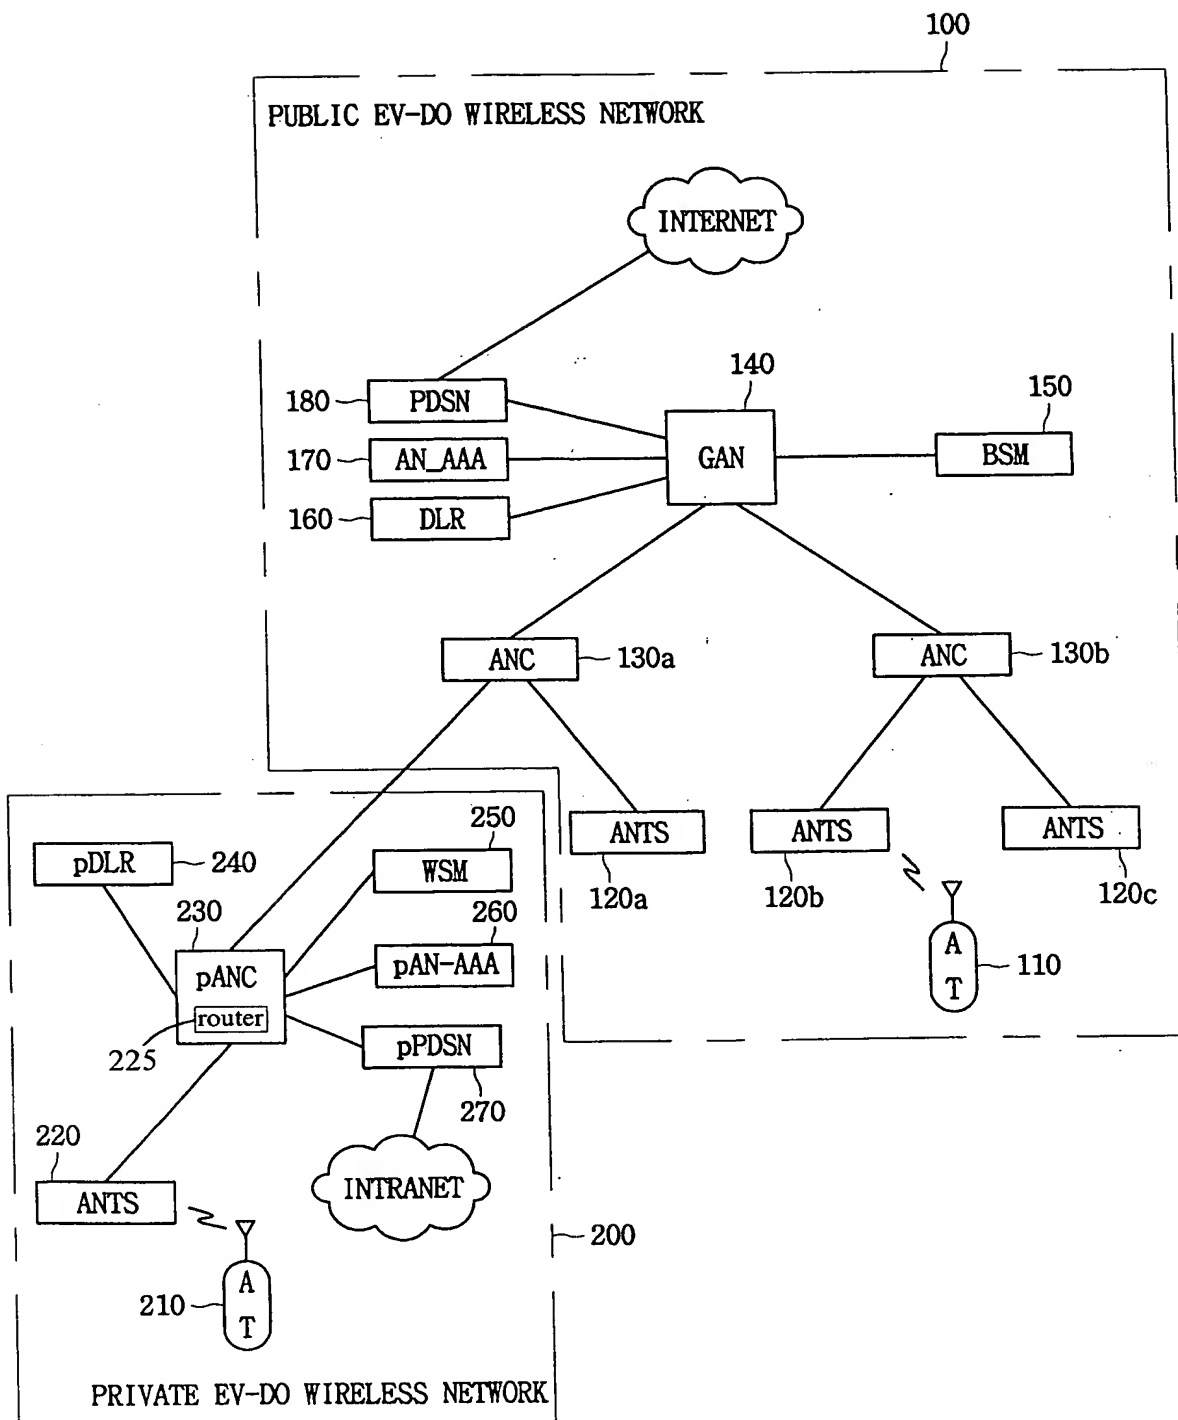 100
PUBLIC EV-DO WIRELESS NETWORK
INTERNET
140
180
PDSN
150
170
AN_AAA
GAN
BSM
160
DLR
ANC
130a
ANC
130b
250
pDLR
240
WSM
ANTS
ANTS
ANTS
120a
120b
120c
230
260
pANC
pAN-AAA
A
T
110
router
225
pPDSN
270
220
INTRANET
ANTS
200
A
T
210
PRIVATE EV-DO WIRELESS NETWORK